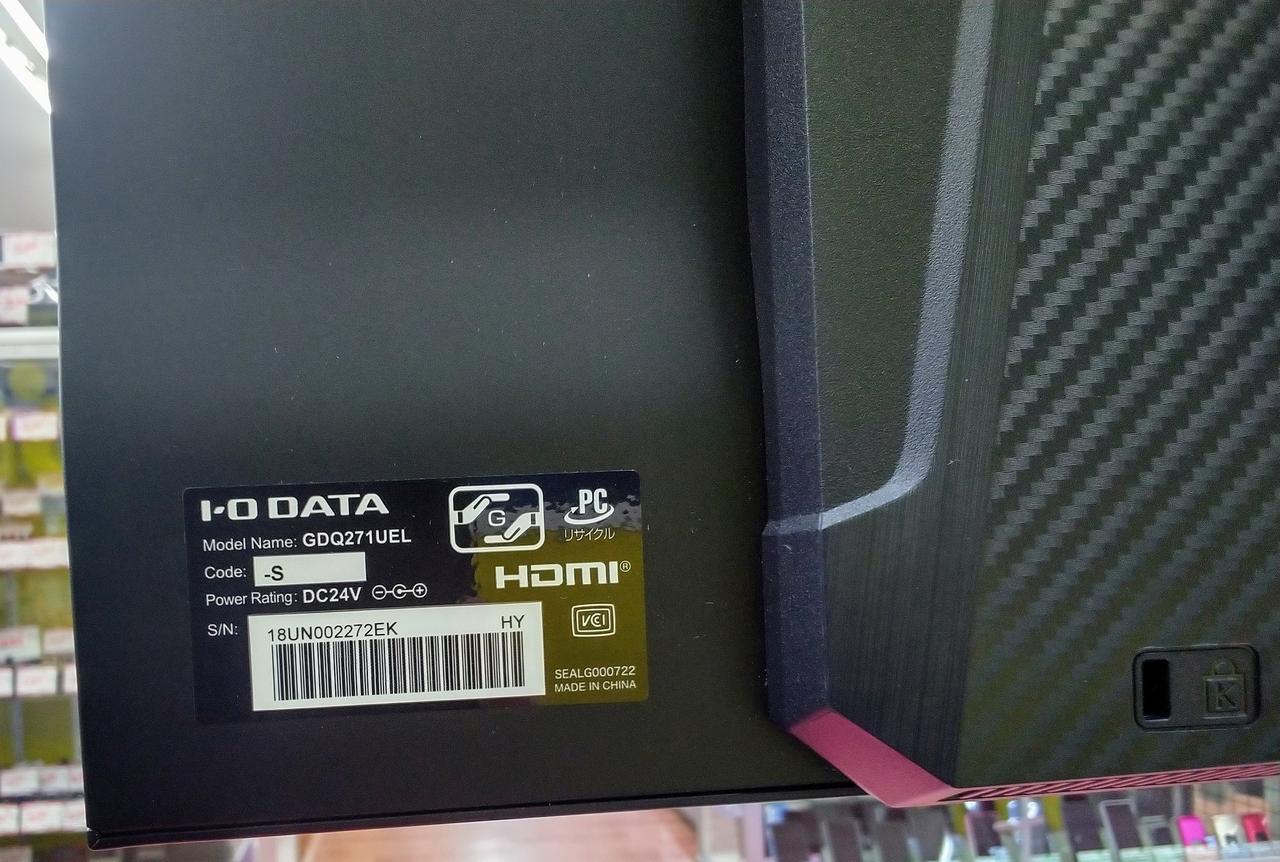 I-O DATA
Model Name: GDQ271UEL
Code: -S
Power Rating: DC24V
S/N: 18UN002272EK HY
G
PC
リサイクル
HDMI®
VCI
SEALG000722
MADE IN CHINA
K